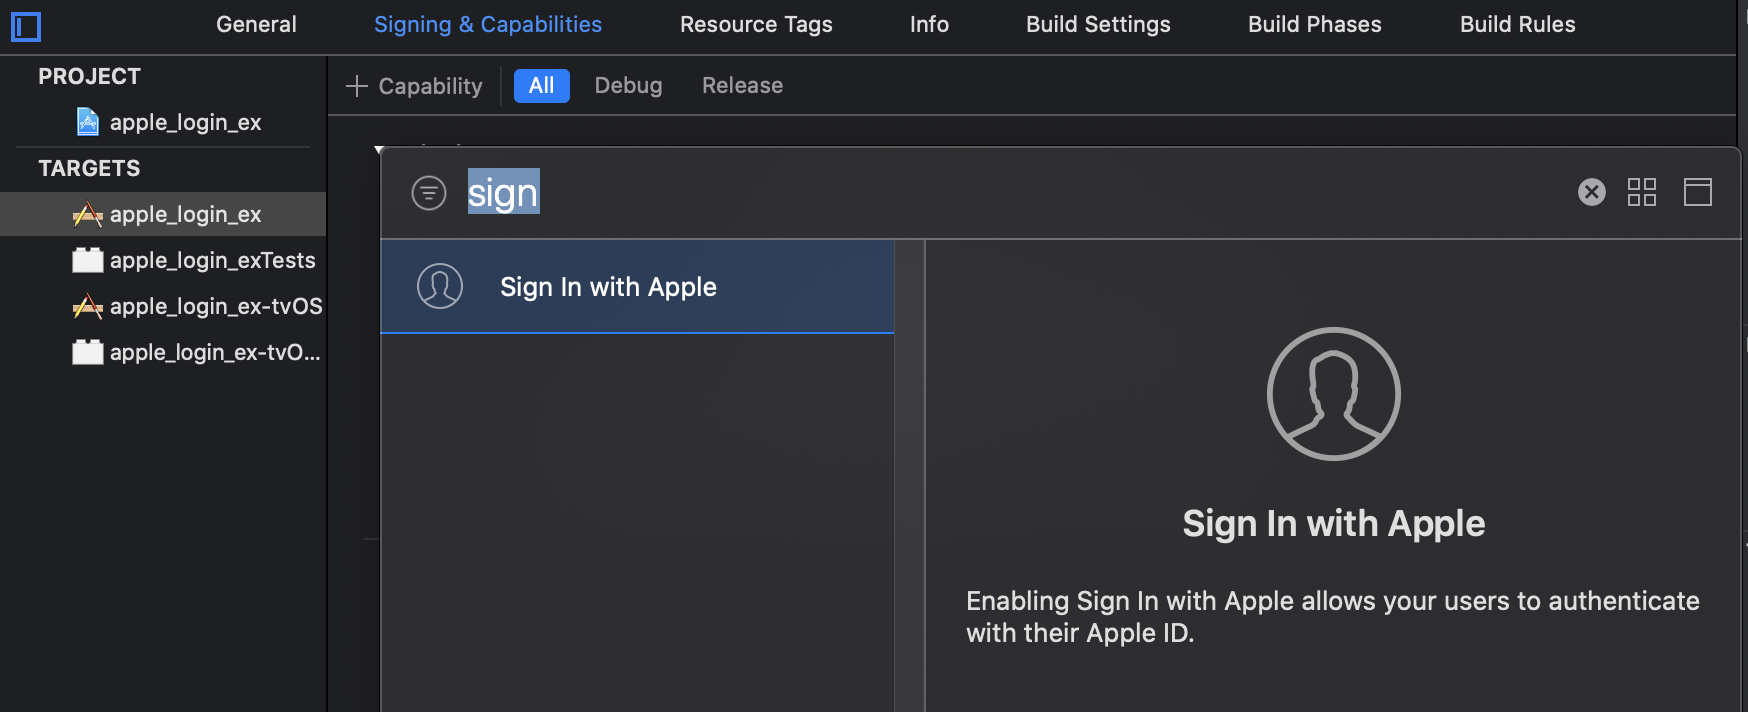 General Signing & Capabilities Resource Tags Info Build Settings Build Phases Build Rules
PROJECT
apple_login_ex
TARGETS
apple_login_ex
apple_login_exTests
apple_login_ex-tvOS
apple_login_ex-tvO...
+ Capability All Debug Release
sign
Sign In with Apple
Sign In with Apple
Enabling Sign In with Apple allows your users to authenticate
with their Apple ID.